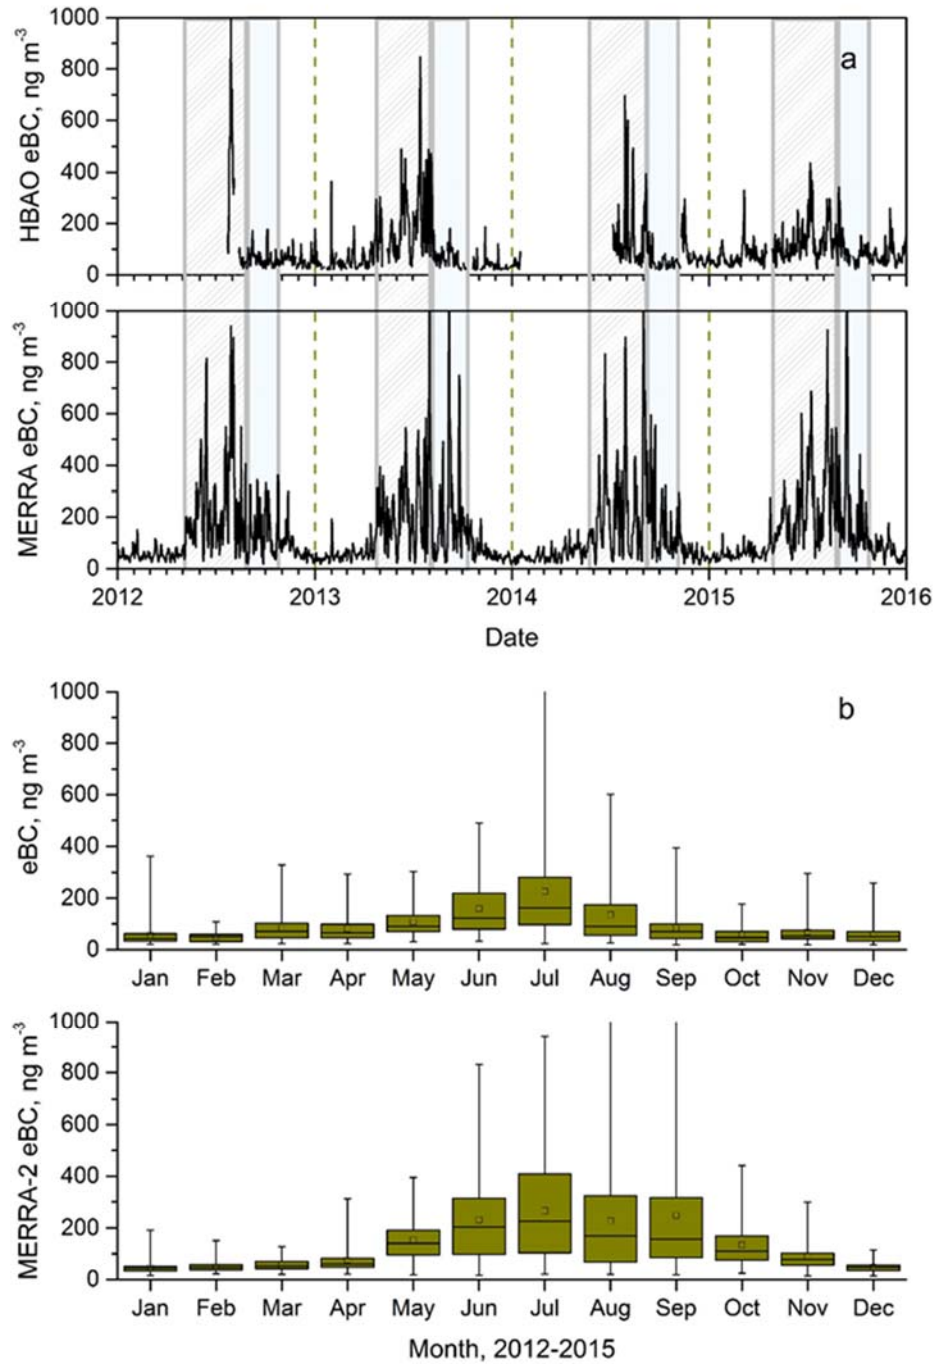 a
HBAO eBC, ng m-3
1000
800
600
400
200
0
MERRA eBC, ng m-3
1000
800
600
400
200
0
2012 2013 2014 2015 2016
Date
b
eBC, ng m-3
1000
800
600
400
200
0
Jan Feb Mar Apr May Jun Jul Aug Sep Oct Nov Dec
MERRA-2 eBC, ng m-3
1000
800
600
400
200
0
Jan Feb Mar Apr May Jun Jul Aug Sep Oct Nov Dec
Month, 2012-2015